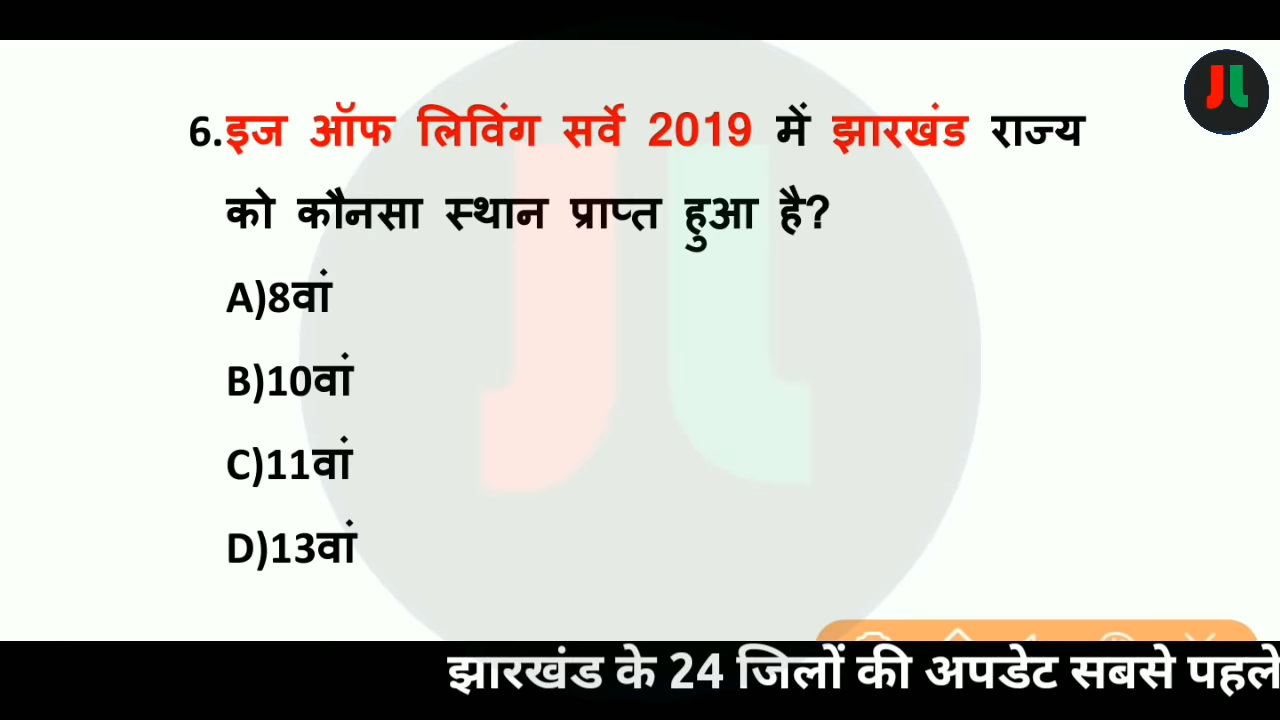 6.इज ऑफ लिविंग सर्वे 2019 में झारखंड राज्य
को कौनसा स्थान प्राप्त हुआ है?
A)8वां
B)10वां
C)11वां
D)13वां
झारखंड के 24 जिलों की अपडेट सबसे पहले